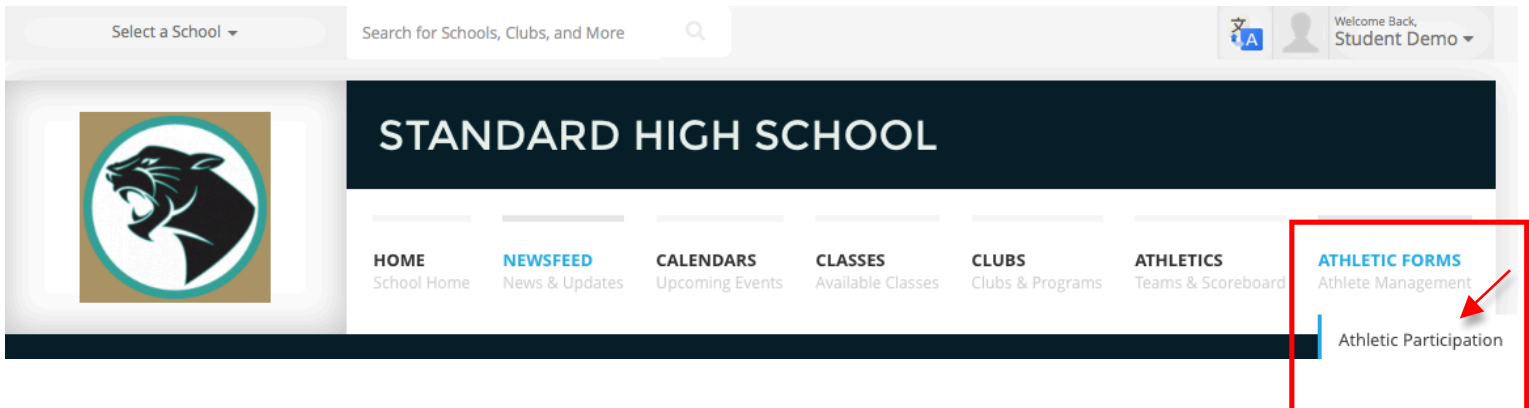 Select a School
Search for Schools, Clubs, and More
文A
Welcome Back,
Student Demo
STANDARD HIGH SCHOOL
HOME
School Home
NEWSFEED
News & Updates
CALENDARS
Upcoming Events
CLASSES
Available Classes
CLUBS
Clubs & Programs
ATHLETICS
Teams & Scoreboard
ATHLETIC FORMS
Athlete Management
Athletic Participation